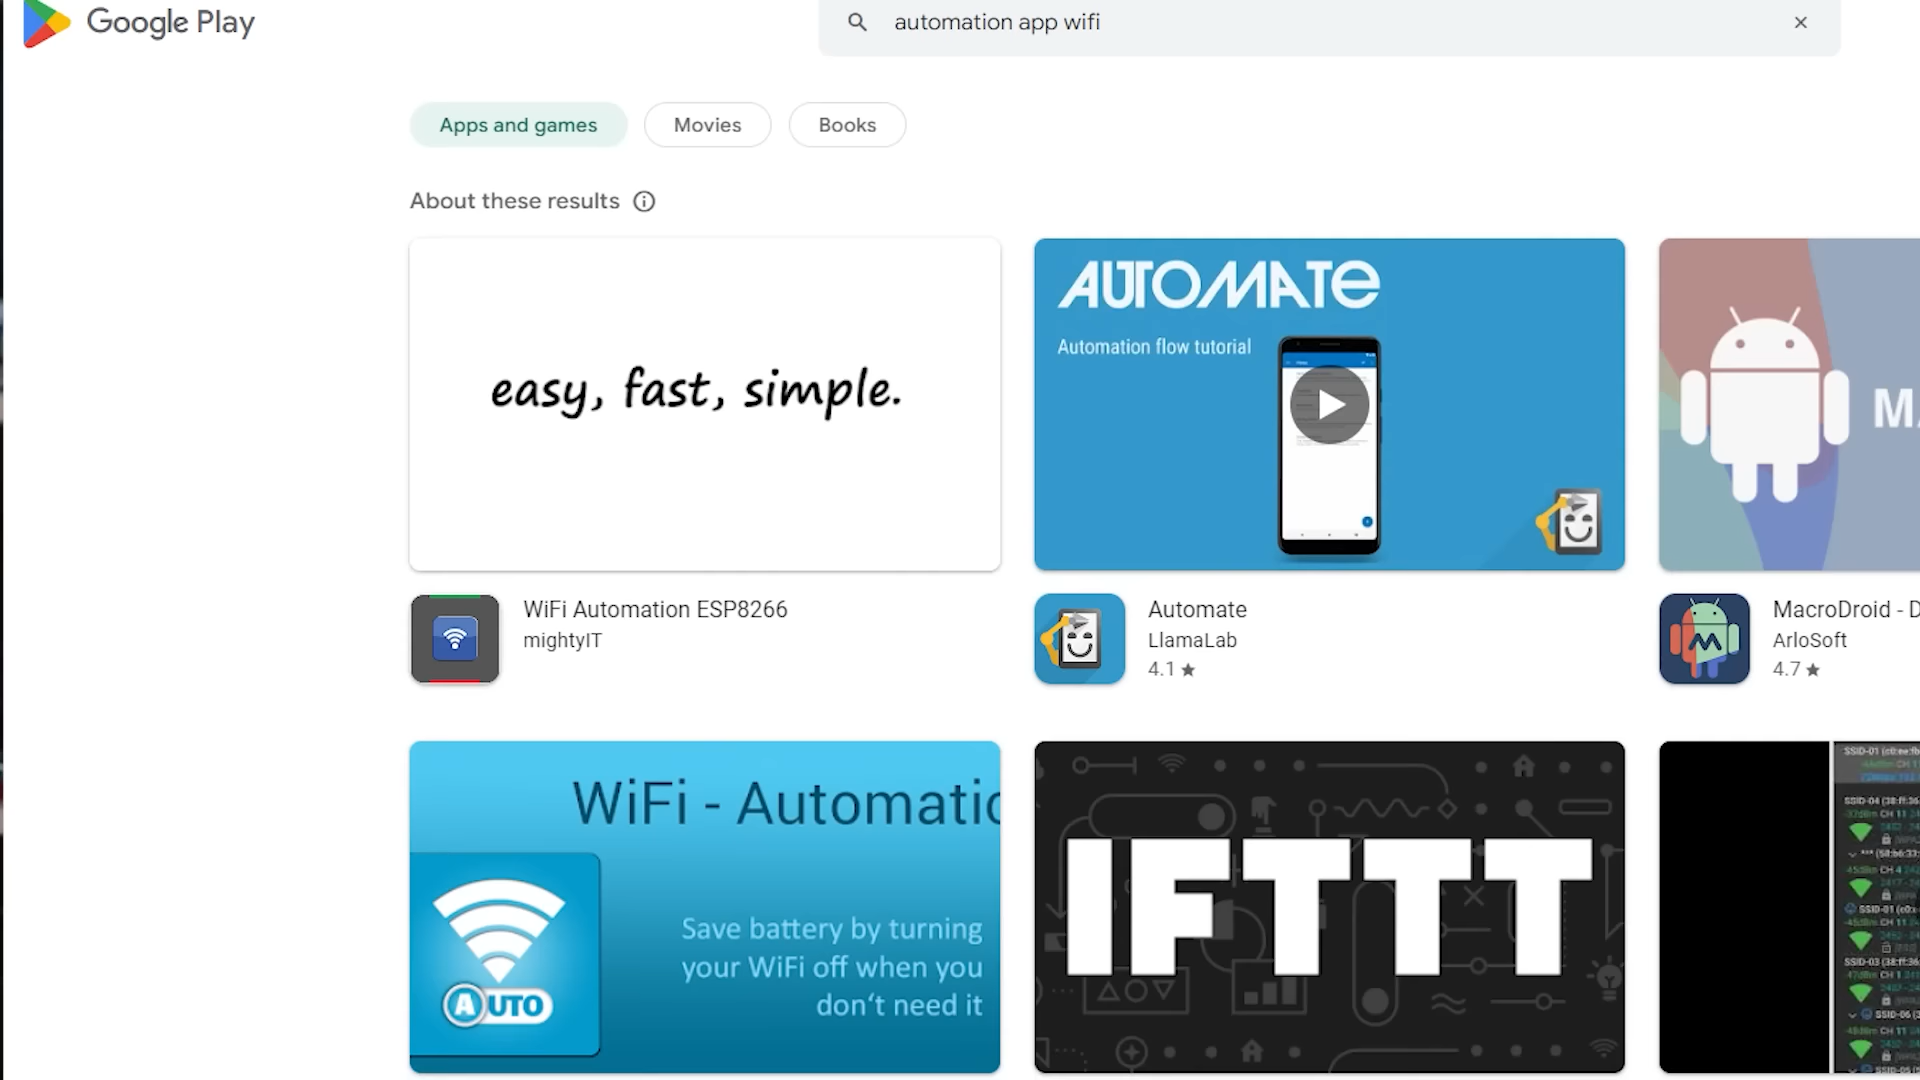 Google Play
automation app wifi
Apps and games
Movies
Books
About these results
easy, fast, simple.
AUTOMATE
Automation flow tutorial
WiFi Automation ESP8266
mightyIT
Automate
LlamaLab
4.1
MacroDroid - D
ArloSoft
4.7
WiFi - Automatic
AUTO
Save battery by turning
your WiFi off when you
don't need it
IFTTT